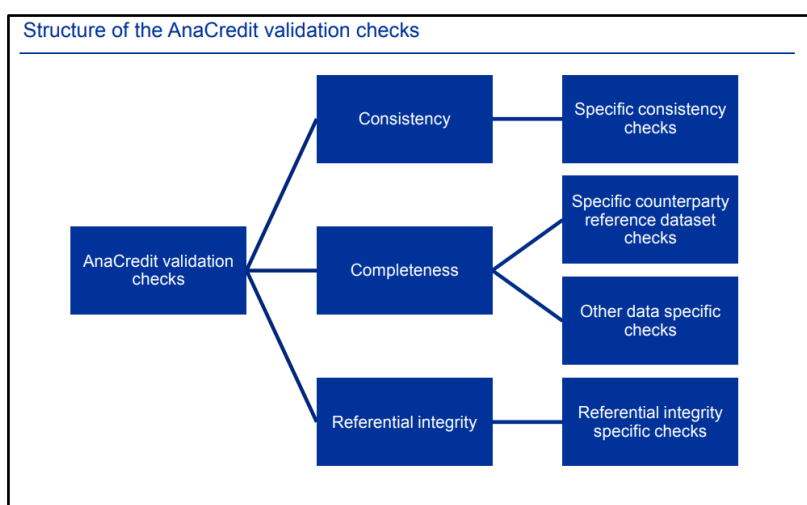 Structure of the AnaCredit validation checks
Consistency
Specific consistency
checks
Specific counterparty
reference dataset
checks
AnaCredit validation
checks
Completeness
Other data specific
checks
Referential integrity
Referential integrity
specific checks